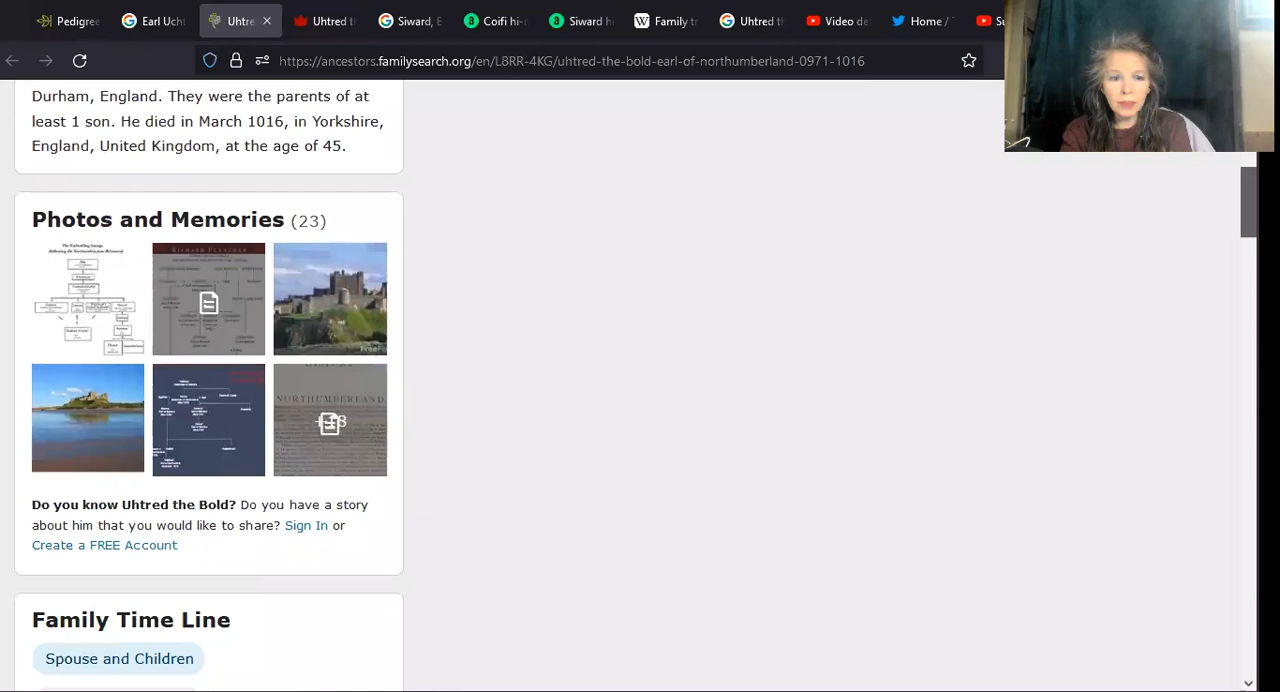 Pedigree
Earl Ucht
Uhtre
Uhtred th
Siward, E
Coifi hi-
Siward hi
Family tr
Uhtred th
Video de
Home /
Su
https://ancestors.familysearch.org/en/L8RR-4KG/uhtred-the-bold-earl-of-northumberland-0971-1016
Durham, England. They were the parents of at
least 1 son. He died in March 1016, in Yorkshire,
England, United Kingdom, at the age of 45.
Photos and Memories (23)
NORTHUMBERLAND
Do you know Uhtred the Bold? Do you have a story
about him that you would like to share? Sign In or
Create a FREE Account
Family Time Line
Spouse and Children